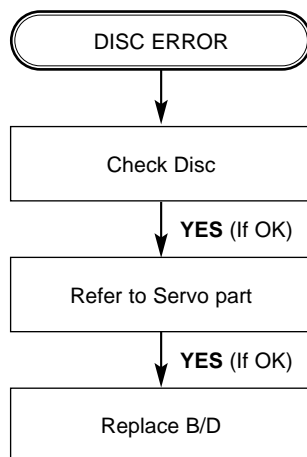 DISC ERROR
Check Disc
YES (If OK)
Refer to Servo part
YES (If OK)
Replace B/D